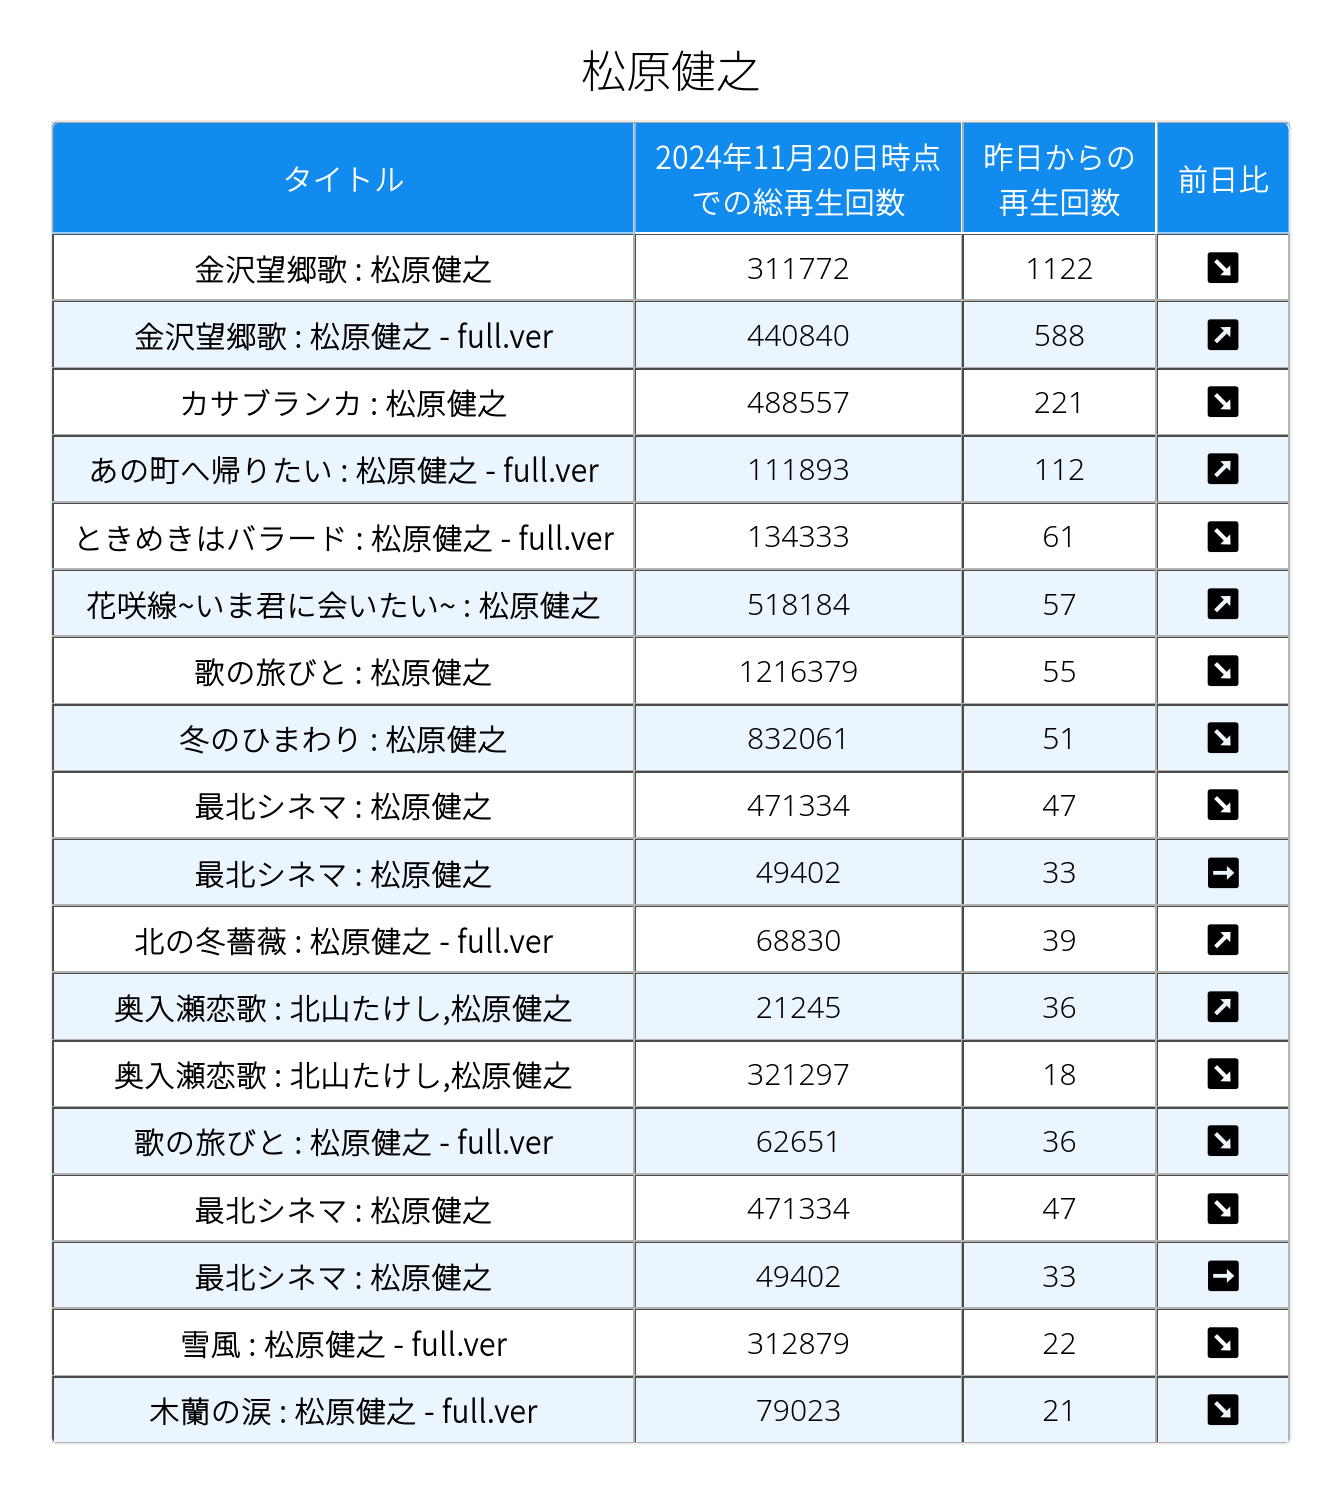 松原健之
タイトル 2024年11月20日時点での総再生回数 昨日からの再生回数 前日比
金沢望郷歌 : 松原健之 311772 1122 ↘
金沢望郷歌 : 松原健之 - full.ver 440840 588 ↗
カサブランカ : 松原健之 488557 221 ↘
あの町へ帰りたい : 松原健之 - full.ver 111893 112 ↗
ときめきはバラード : 松原健之 - full.ver 134333 61 ↘
花咲線~いま君に会いたい~ : 松原健之 518184 57 ↗
歌の旅びと : 松原健之 1216379 55 ↘
冬のひまわり : 松原健之 832061 51 ↘
最北シネマ : 松原健之 471334 47 ↘
最北シネマ : 松原健之 49402 33 →
北の冬薔薇 : 松原健之 - full.ver 68830 39 ↗
奥入瀬恋歌 : 北山たけし,松原健之 21245 36 ↗
奥入瀬恋歌 : 北山たけし,松原健之 321297 18 ↘
歌の旅びと : 松原健之 - full.ver 62651 36 ↘
最北シネマ : 松原健之 471334 47 ↘
最北シネマ : 松原健之 49402 33 →
雪風 : 松原健之 - full.ver 312879 22 ↘
木蘭の涙 : 松原健之 - full.ver 79023 21 ↘